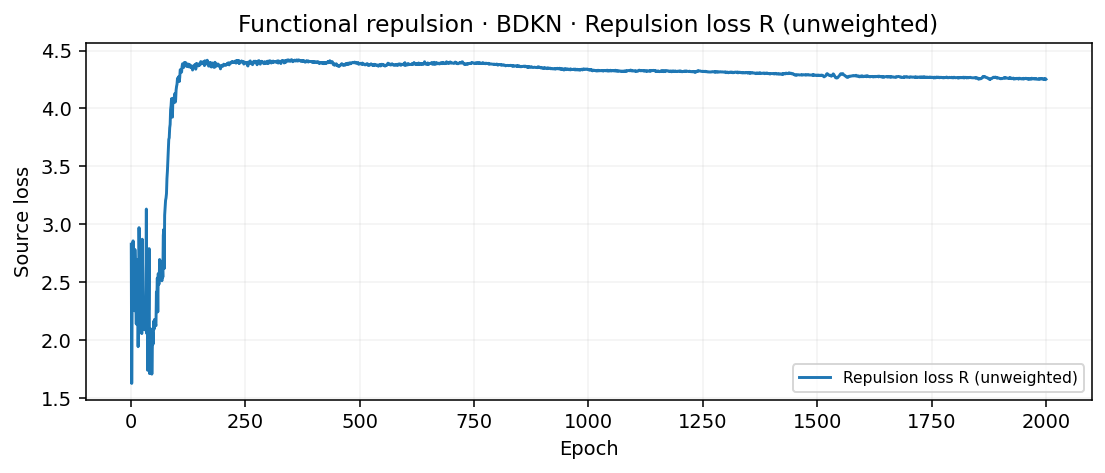 Functional repulsion · BDKN · Repulsion loss R (unweighted)
4.5
4.0
3.5
3.0
2.5
2.0
1.5
Source loss
Repulsion loss R (unweighted)
0 250 500 750 1000 1250 1500 1750 2000
Epoch